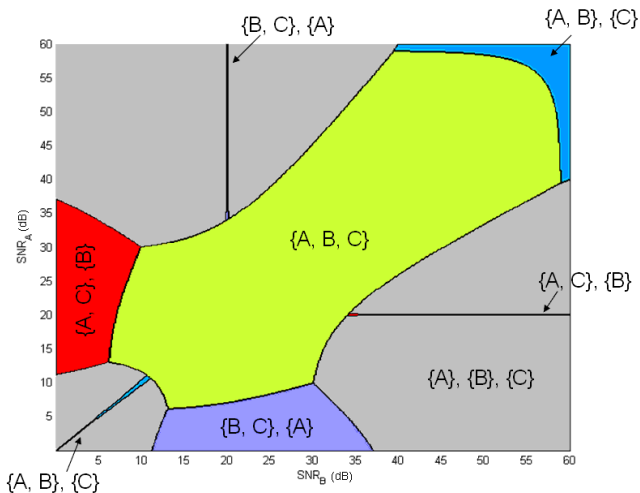 {B, C}, {A}
{A, B}, {C}
60
55
50
45
40
35
30
25
20
15
10
5
SNR_A (dB)
{A, C}, {B}
{A, B, C}
{A, C}, {B}
{A}, {B}, {C}
{B, C}, {A}
{A, B}, {C}
5 10 15 20 25 30 35 40 45 50 55 60
SNR_B (dB)